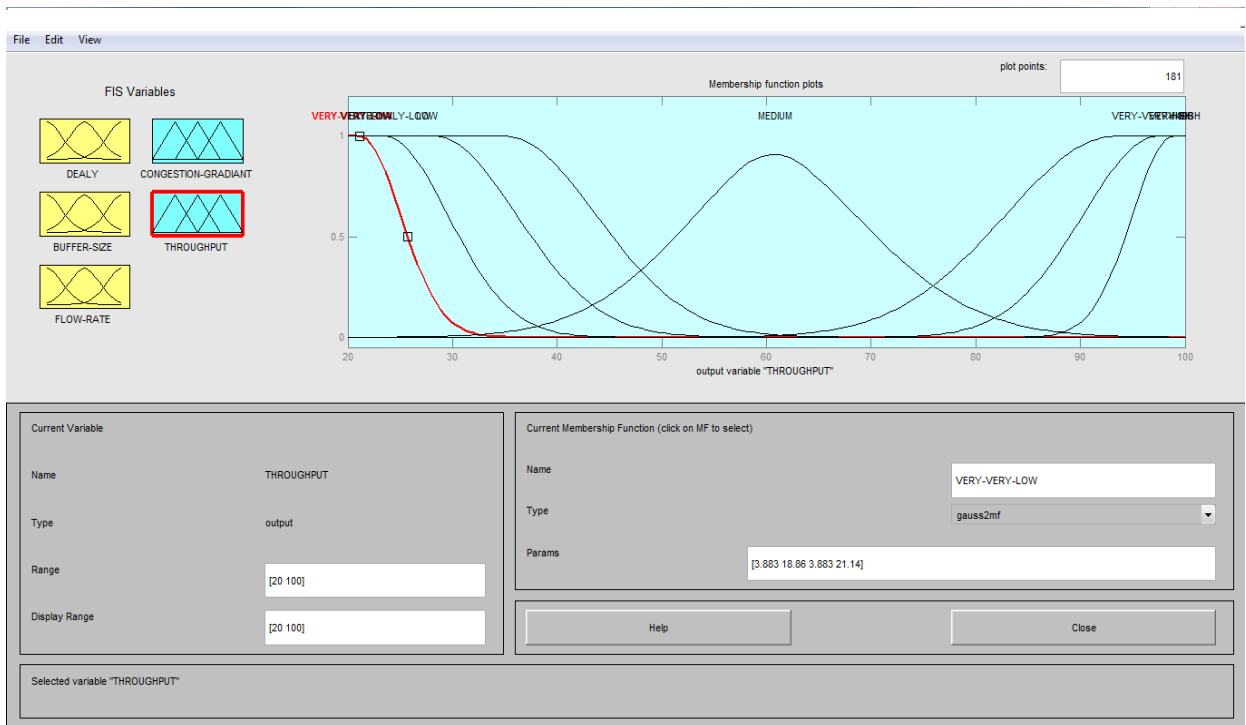 File Edit View
plot points:
181
FIS Variables
Membership function plots
DEALY
CONGESTION-GRADIANT
BUFFER-SIZE
THROUGHPUT
FLOW-RATE
MEDIUM
1
0.5
0
20 30 40 50 60 70 80 90 100
output variable "THROUGHPUT"
Current Variable
Name THROUGHPUT
Type output
Range [20 100]
Display Range [20 100]
Current Membership Function (click on MF to select)
Name VERY-VERY-LOW
Type gauss2mf
Params [3.883 18.86 3.883 21.14]
Help Close
Selected variable "THROUGHPUT"